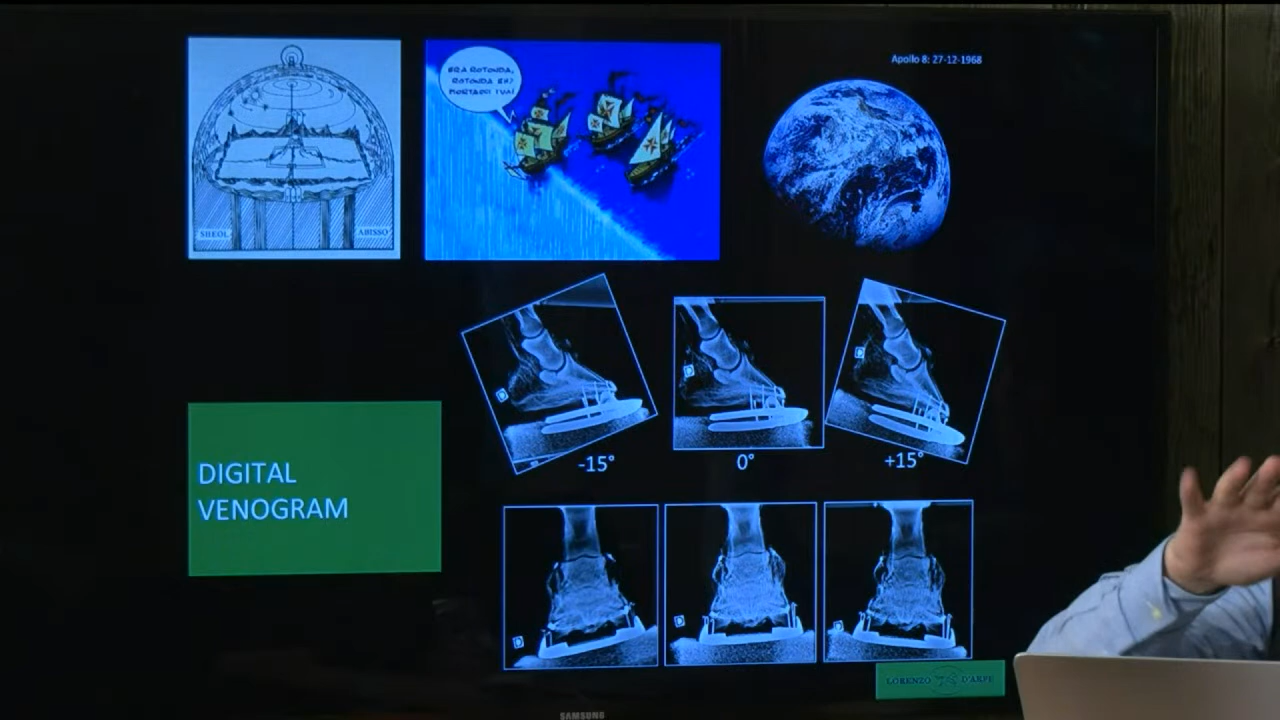 Apollo 8: 27-12-1968
ERA ROTONDA,
ROTONDA EH?
MORTACCI TUA!
SHEOL
ABISSO
D
D
D
-15°
0°
+15°
DIGITAL
VENOGRAM
D
D
D
LORENZO D'ARPE
SAMSUNG